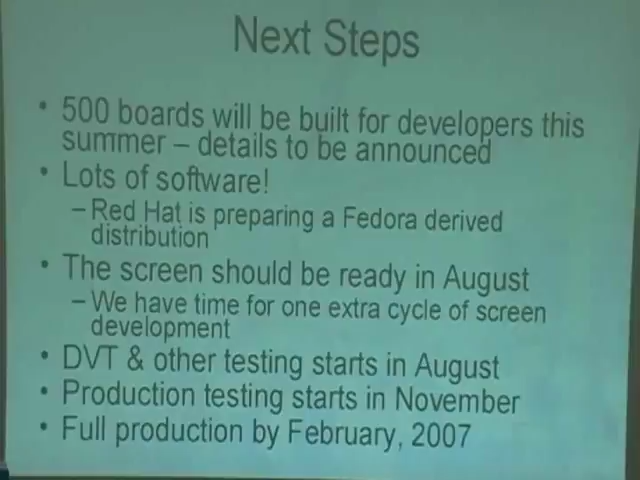 Next Steps
• 500 boards will be built for developers this
summer – details to be announced
• Lots of software!
– Red Hat is preparing a Fedora derived
distribution
• The screen should be ready in August
– We have time for one extra cycle of screen
development
• DVT & other testing starts in August
• Production testing starts in November
• Full production by February, 2007